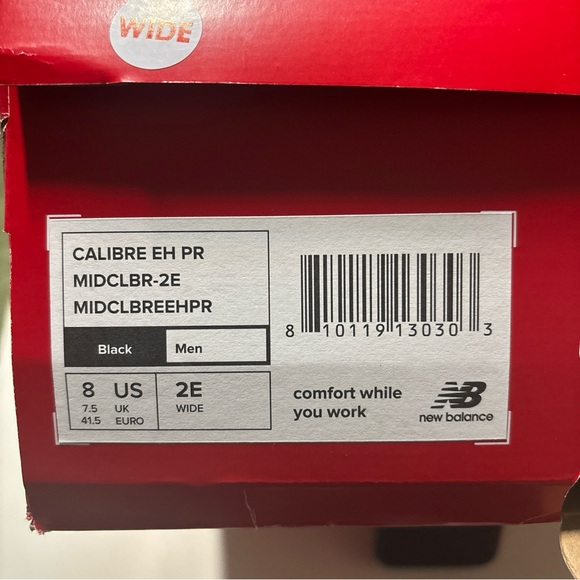 WIDE
CALIBRE EH PR
MIDCLBR-2E
MIDCLBREEHPR
Black Men
8 US 2E
7.5 UK WIDE
41.5 EURO
8 10119 13030 3
comfort while
you work
NB
new balance